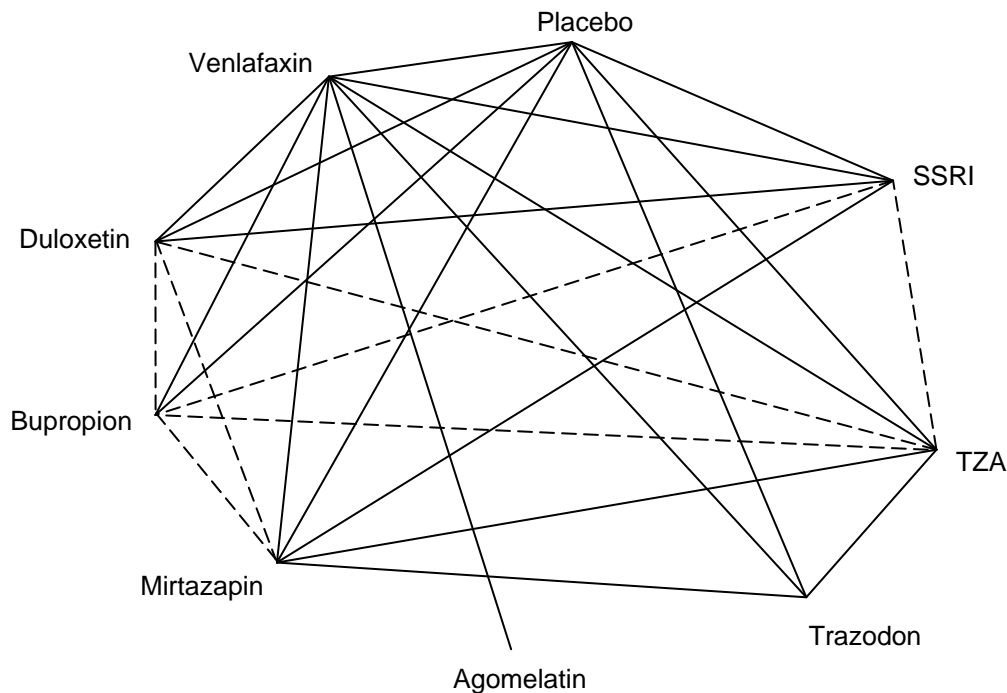 Placebo
Venlafaxin
SSRI
Duloxetin
Bupropion
TZA
Mirtazapin
Trazodon
Agomelatin